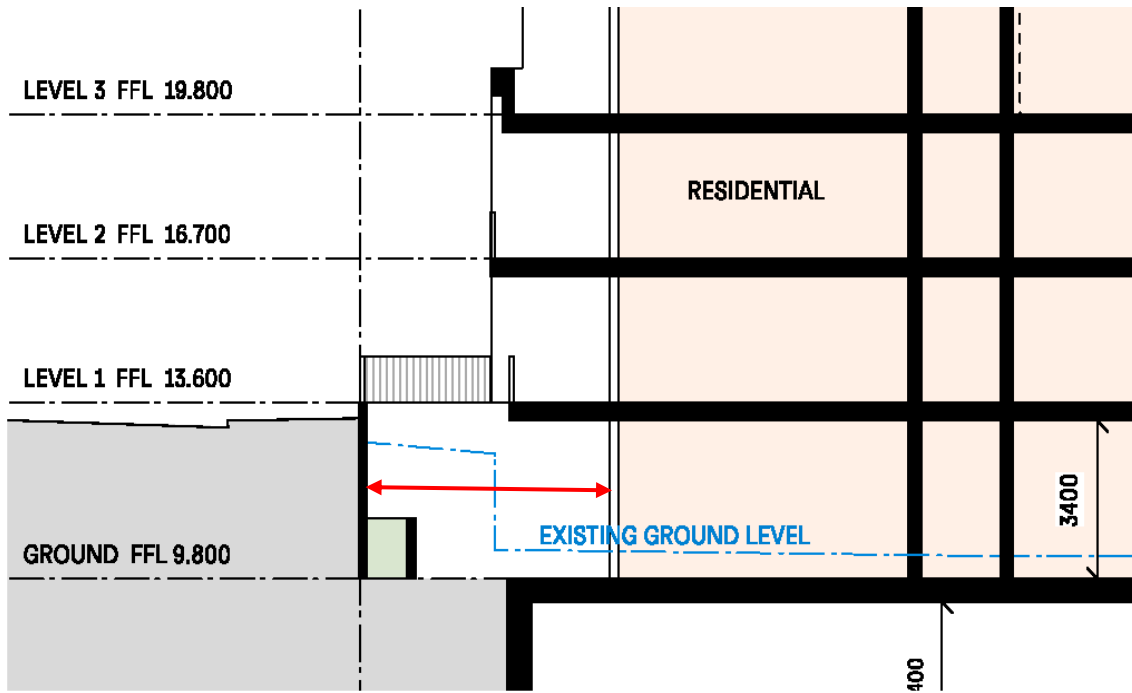 LEVEL 3 FFL 19.800
RESIDENTIAL
LEVEL 2 FFL 16.700
LEVEL 1 FFL 13.600
3400
EXISTING GROUND LEVEL
GROUND FFL 9.800
400